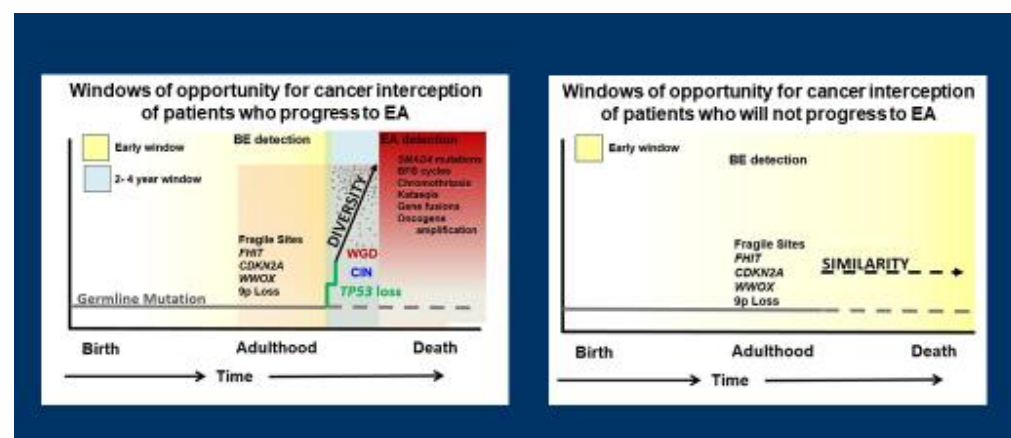 Windows of opportunity for cancer interception
of patients who progress to EA
Early window
2- 4 year window
BE detection
EA detection
SMAD4 mutations
BFB cycles
Chromothripsis
Kataegis
Gene fusions
Oncogene
amplification
DIVERSITY
Fragile Sites
FHIT
CDKN2A
WWOX
9p Loss
WGD
CIN
TP53 loss
Germline Mutation
Birth
Adulthood
Death
Time
Windows of opportunity for cancer interception
of patients who will not progress to EA
Early window
BE detection
Fragile Sites
FHIT
CDKN2A
WWOX
9p Loss
SIMILARITY
Birth
Adulthood
Death
Time